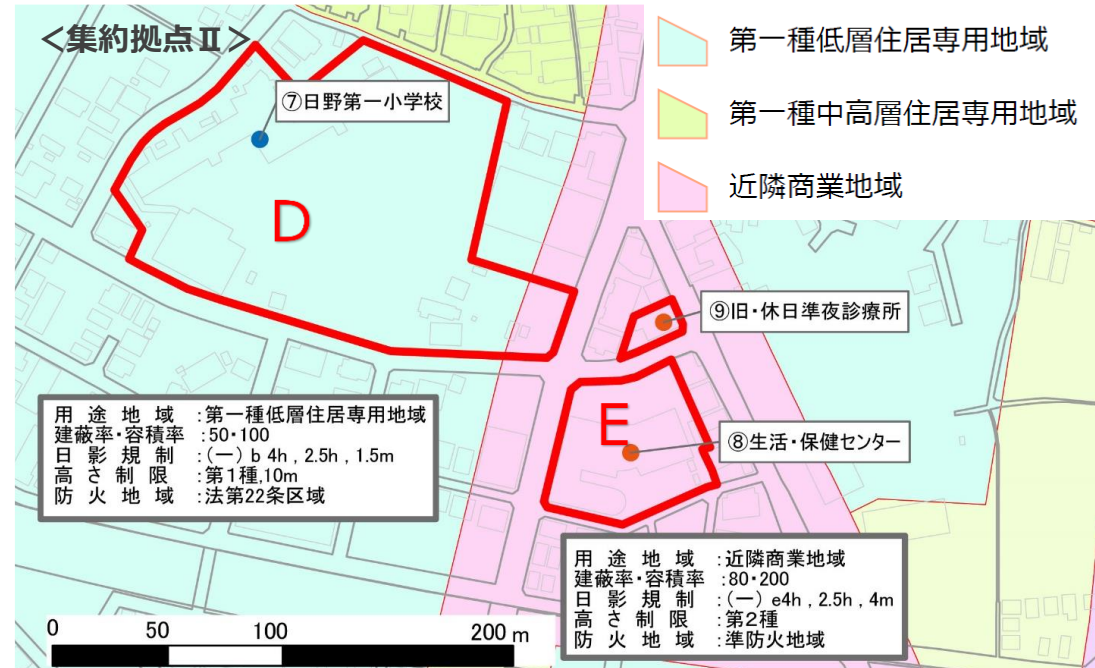 <集約拠点Ⅱ>
第一種低層住居専用地域
第一種中高層住居専用地域
近隣商業地域
⑦日野第一小学校
D
⑨旧・休日準夜診療所
E
⑧生活・保健センター
用途地域:第一種低層住居専用地域
建蔽率・容積率:50・100
日影規制:(一)b 4h , 2.5h , 1.5m
高さ制限:第1種,10m
防火地域:法第22条区域
用途地域:近隣商業地域
建蔽率・容積率:80・200
日影規制:(一)e4h , 2.5h , 4m
高さ制限:第2種
防火地域:準防火地域
0 50 100 200 m